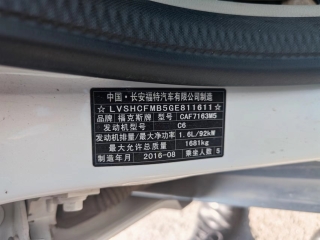 中国·长安福特汽车有限公司制造
☆LVSHCFMB5GE811611☆
品牌 福克斯牌 型号 CAF7163M5
发动机型号 C6
发动机排量/最大净功率 1.6L/92kW
最大允许总质量 1681kg
制造年月 2016-08 乘坐人数 5